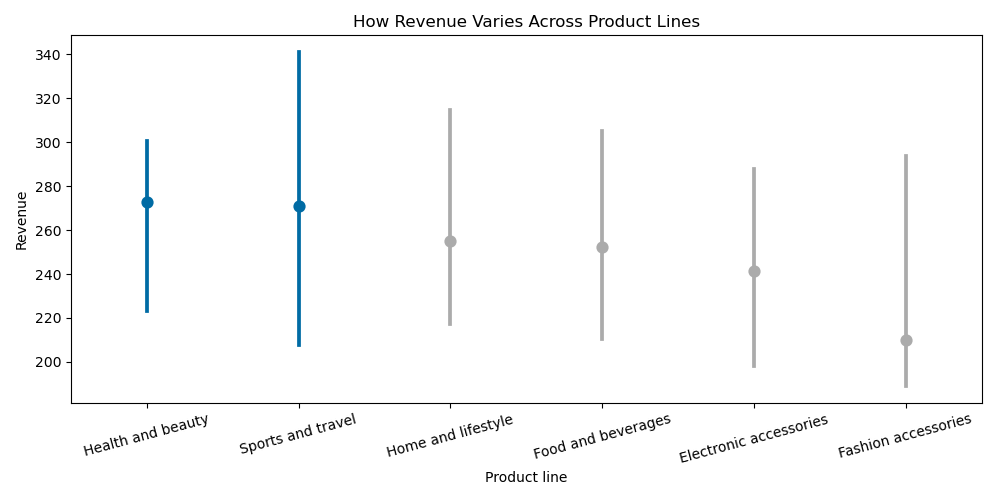 How Revenue Varies Across Product Lines
Revenue
340
320
300
280
260
240
220
200
Health and beauty
Sports and travel
Home and lifestyle
Food and beverages
Electronic accessories
Fashion accessories
Product line